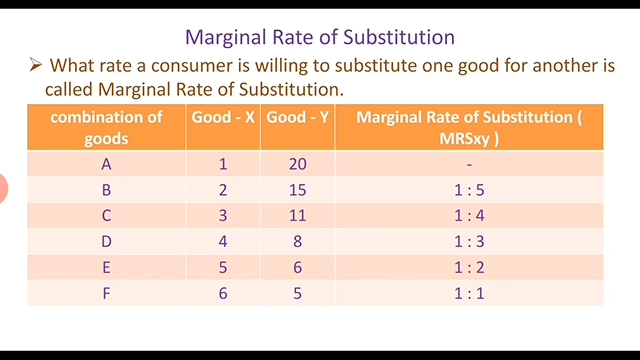 Marginal Rate of Substitution
➢ What rate a consumer is willing to substitute one good for another is
called Marginal Rate of Substitution.
combination of goods Good - X Good - Y Marginal Rate of Substitution ( MRSxy )
A 1 20 -
B 2 15 1 : 5
C 3 11 1 : 4
D 4 8 1 : 3
E 5 6 1 : 2
F 6 5 1 : 1